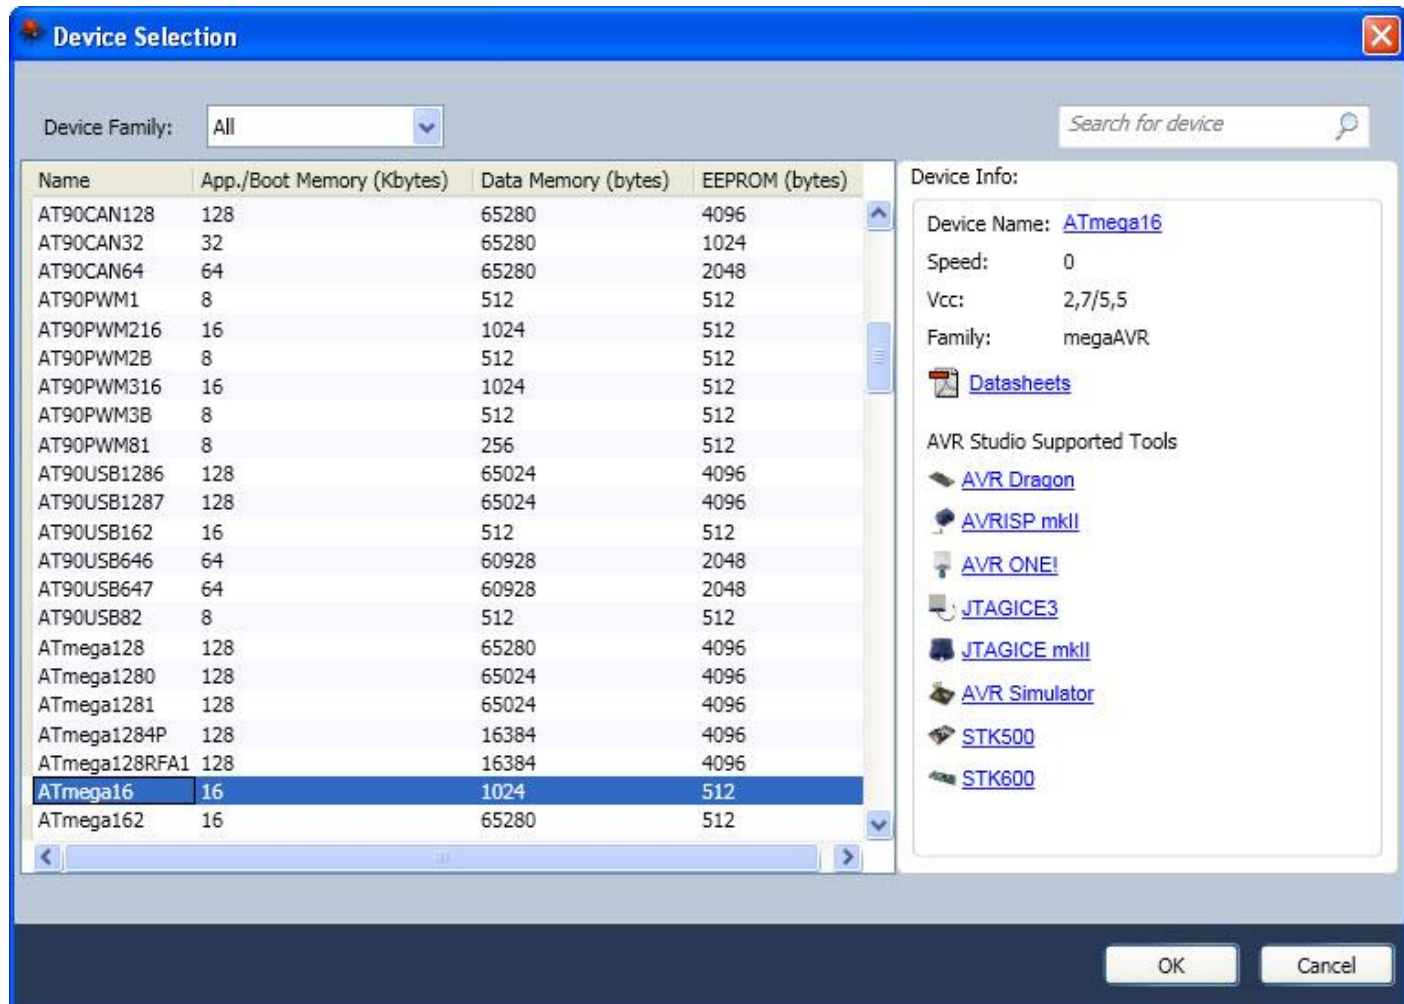 Device Selection
Device Family: All
Search for device
Name App./Boot Memory (Kbytes) Data Memory (bytes) EEPROM (bytes)
AT90CAN128 128 65280 4096
AT90CAN32 32 65280 1024
AT90CAN64 64 65280 2048
AT90PWM1 8 512 512
AT90PWM216 16 1024 512
AT90PWM2B 8 512 512
AT90PWM316 16 1024 512
AT90PWM3B 8 512 512
AT90PWM81 8 256 512
AT90USB1286 128 65024 4096
AT90USB1287 128 65024 4096
AT90USB162 16 512 512
AT90USB646 64 60928 2048
AT90USB647 64 60928 2048
AT90USB82 8 512 512
ATmega128 128 65280 4096
ATmega1280 128 65024 4096
ATmega1281 128 65024 4096
ATmega1284P 128 16384 4096
ATmega128RFA1 128 16384 4096
ATmega16 16 1024 512
ATmega162 16 65280 512
Device Info:
Device Name: ATmega16
Speed: 0
Vcc: 2,7/5,5
Family: megaAVR
Datasheets
AVR Studio Supported Tools
AVR Dragon
AVRISP mkII
AVR ONE!
JTAGICE3
JTAGICE mkII
AVR Simulator
STK500
STK600
OK Cancel